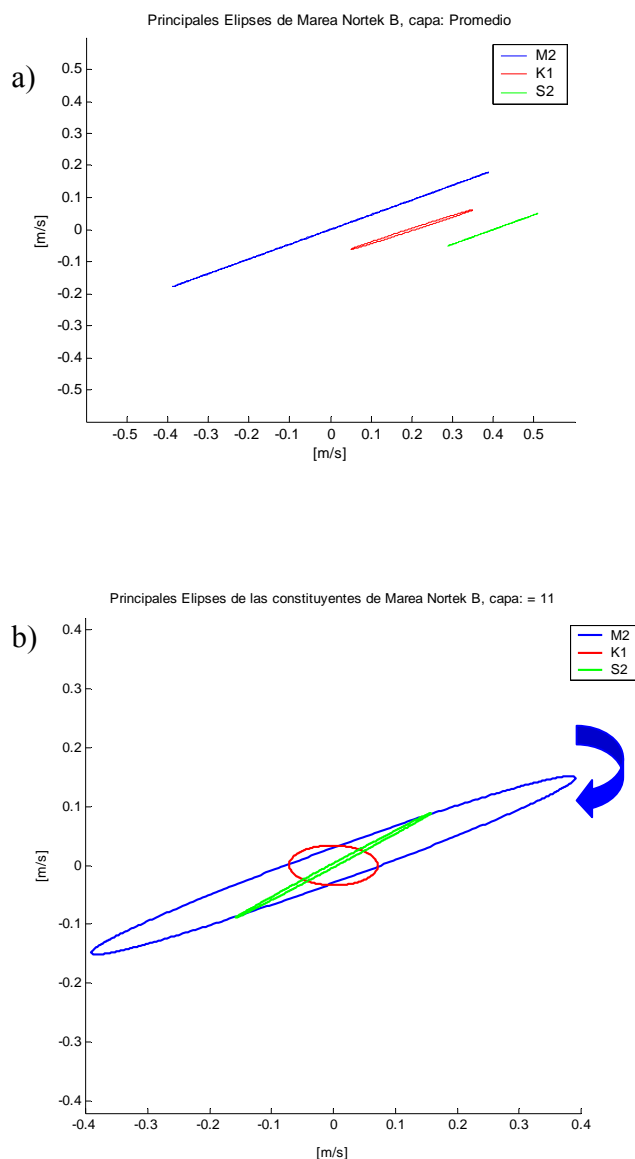 Principales Elipses de Marea Nortek B, capa: Promedio
a)
M2
K1
S2
0.5
0.4
0.3
0.2
0.1
0
-0.1
-0.2
-0.3
-0.4
-0.5
[m/s]
-0.5 -0.4 -0.3 -0.2 -0.1 0 0.1 0.2 0.3 0.4 0.5
[m/s]
Principales Elipses de las constituyentes de Marea Nortek B, capa: = 11
b)
M2
K1
S2
0.4
0.3
0.2
0.1
0
-0.1
-0.2
-0.3
-0.4
[m/s]
-0.4 -0.3 -0.2 -0.1 0 0.1 0.2 0.3 0.4
[m/s]